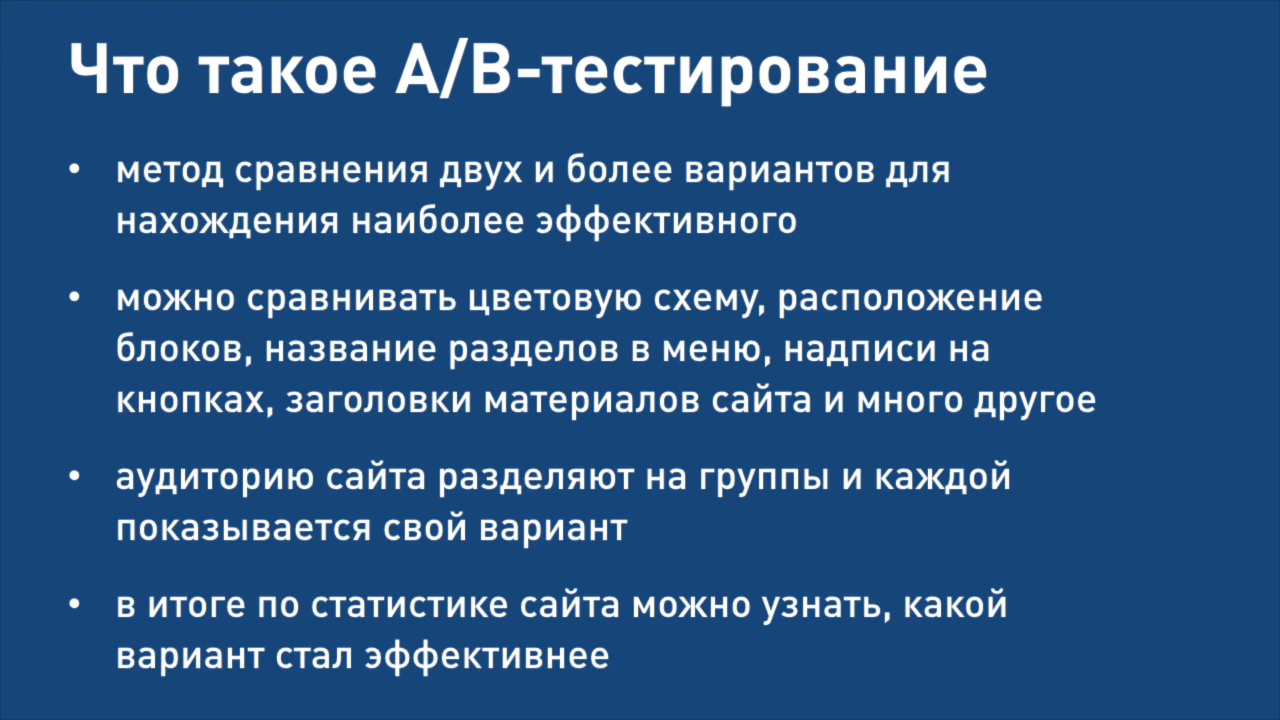 Что такое A/B-тестирование
• метод сравнения двух и более вариантов для
нахождения наиболее эффективного
• можно сравнивать цветовую схему, расположение
блоков, название разделов в меню, надписи на
кнопках, заголовки материалов сайта и много другое
• аудиторию сайта разделяют на группы и каждой
показывается свой вариант
• в итоге по статистике сайта можно узнать, какой
вариант стал эффективнее